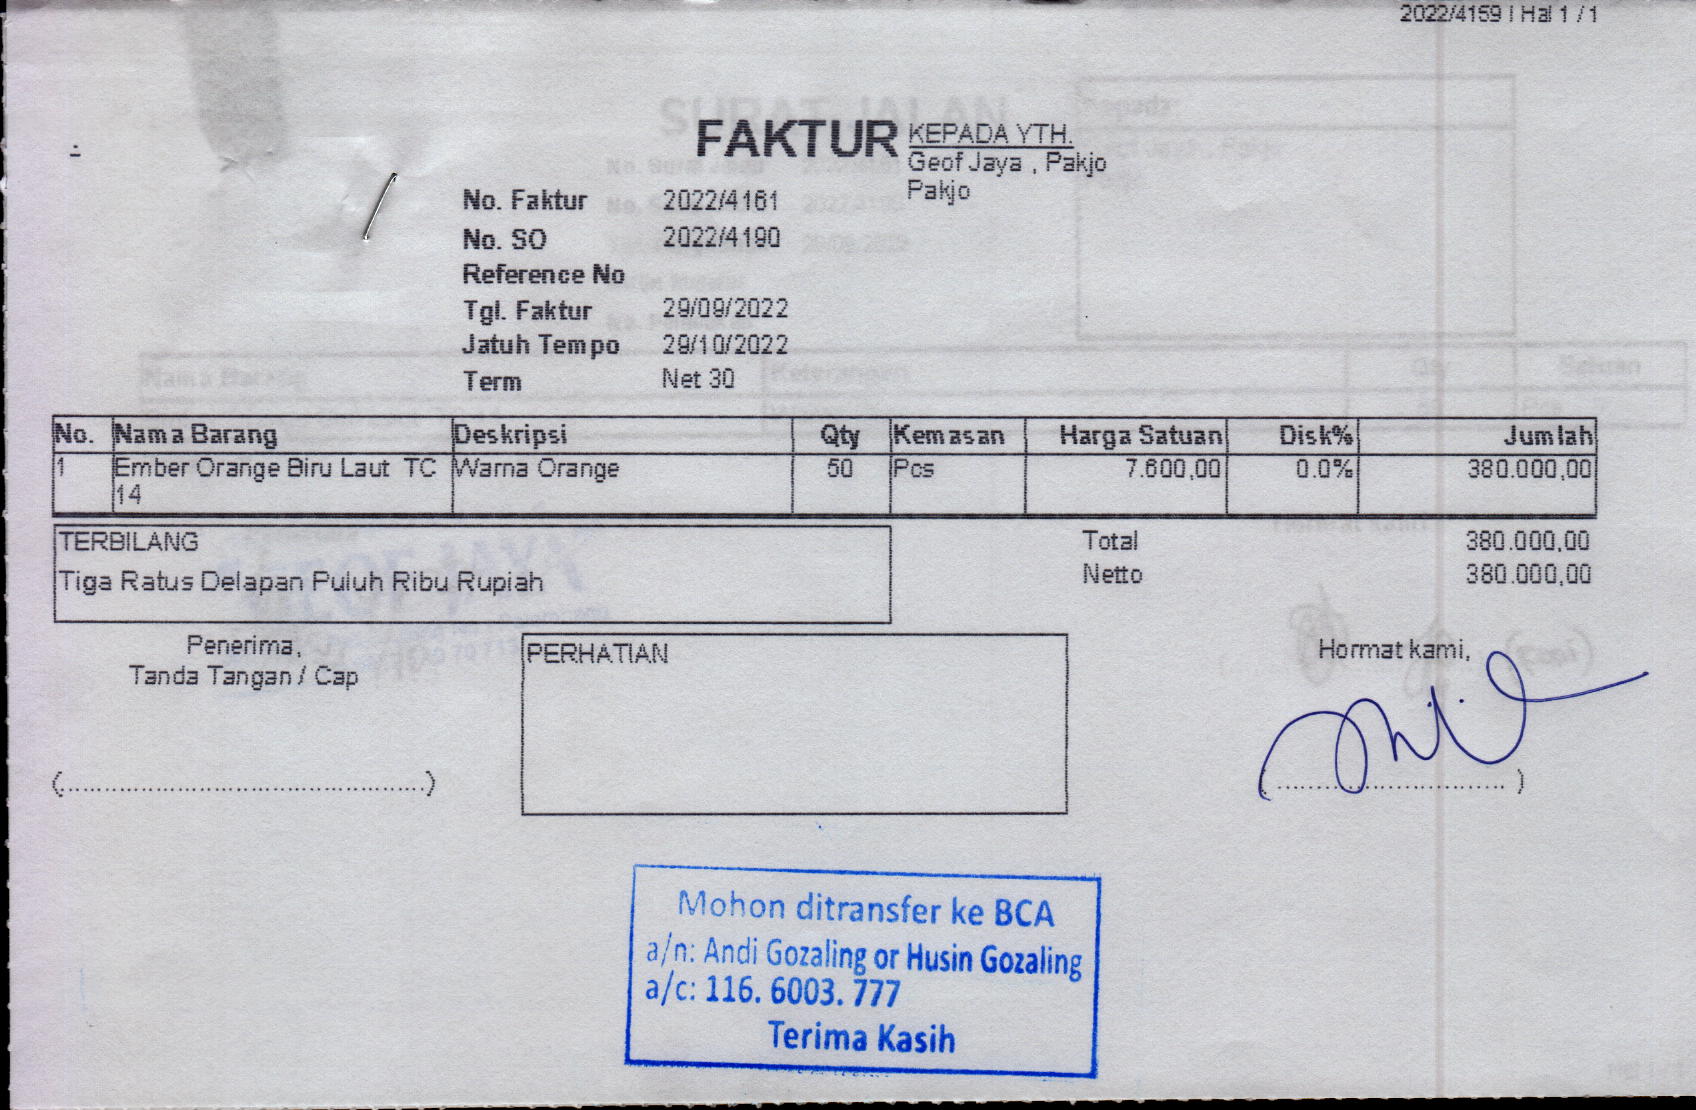 2022/4159 | Hal 1 / 1
FAKTUR
KEPADA YTH.
Geof Jaya , Pakjo
Pakjo
No. Faktur 2022/4161
No. SO 2022/4190
Reference No
Tgl. Faktur 29/09/2022
Jatuh Tempo 29/10/2022
Term Net 30
No. Nama Barang Deskripsi Qty Kemasan Harga Satuan Disk% Jumlah
1 Ember Orange Biru Laut TC 14 Warna Orange 50 Pcs 7.600,00 0.0% 380.000,00
TERBILANG
Tiga Ratus Delapan Puluh Ribu Rupiah
Total 380.000,00
Netto 380.000,00
Penerima,
Tanda Tangan / Cap
PERHATIAN
Hormat kami,
(..............................................)
(.................................)
Mohon ditransfer ke BCA
a/n: Andi Gozaling or Husin Gozaling
a/c: 116. 6003. 777
Terima Kasih